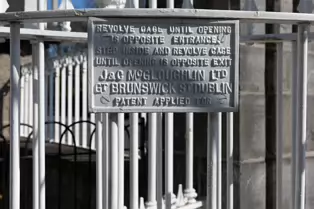 REVOLVE CAGE UNTIL OPENING
IS OPPOSITE ENTRANCE.
STEP INSIDE AND REVOLVE CAGE
UNTIL OPENING IS OPPOSITE EXIT
J&C McGLOUGHLIN LTD
GT BRUNSWICK ST DUBLIN
PATENT APPLIED FOR